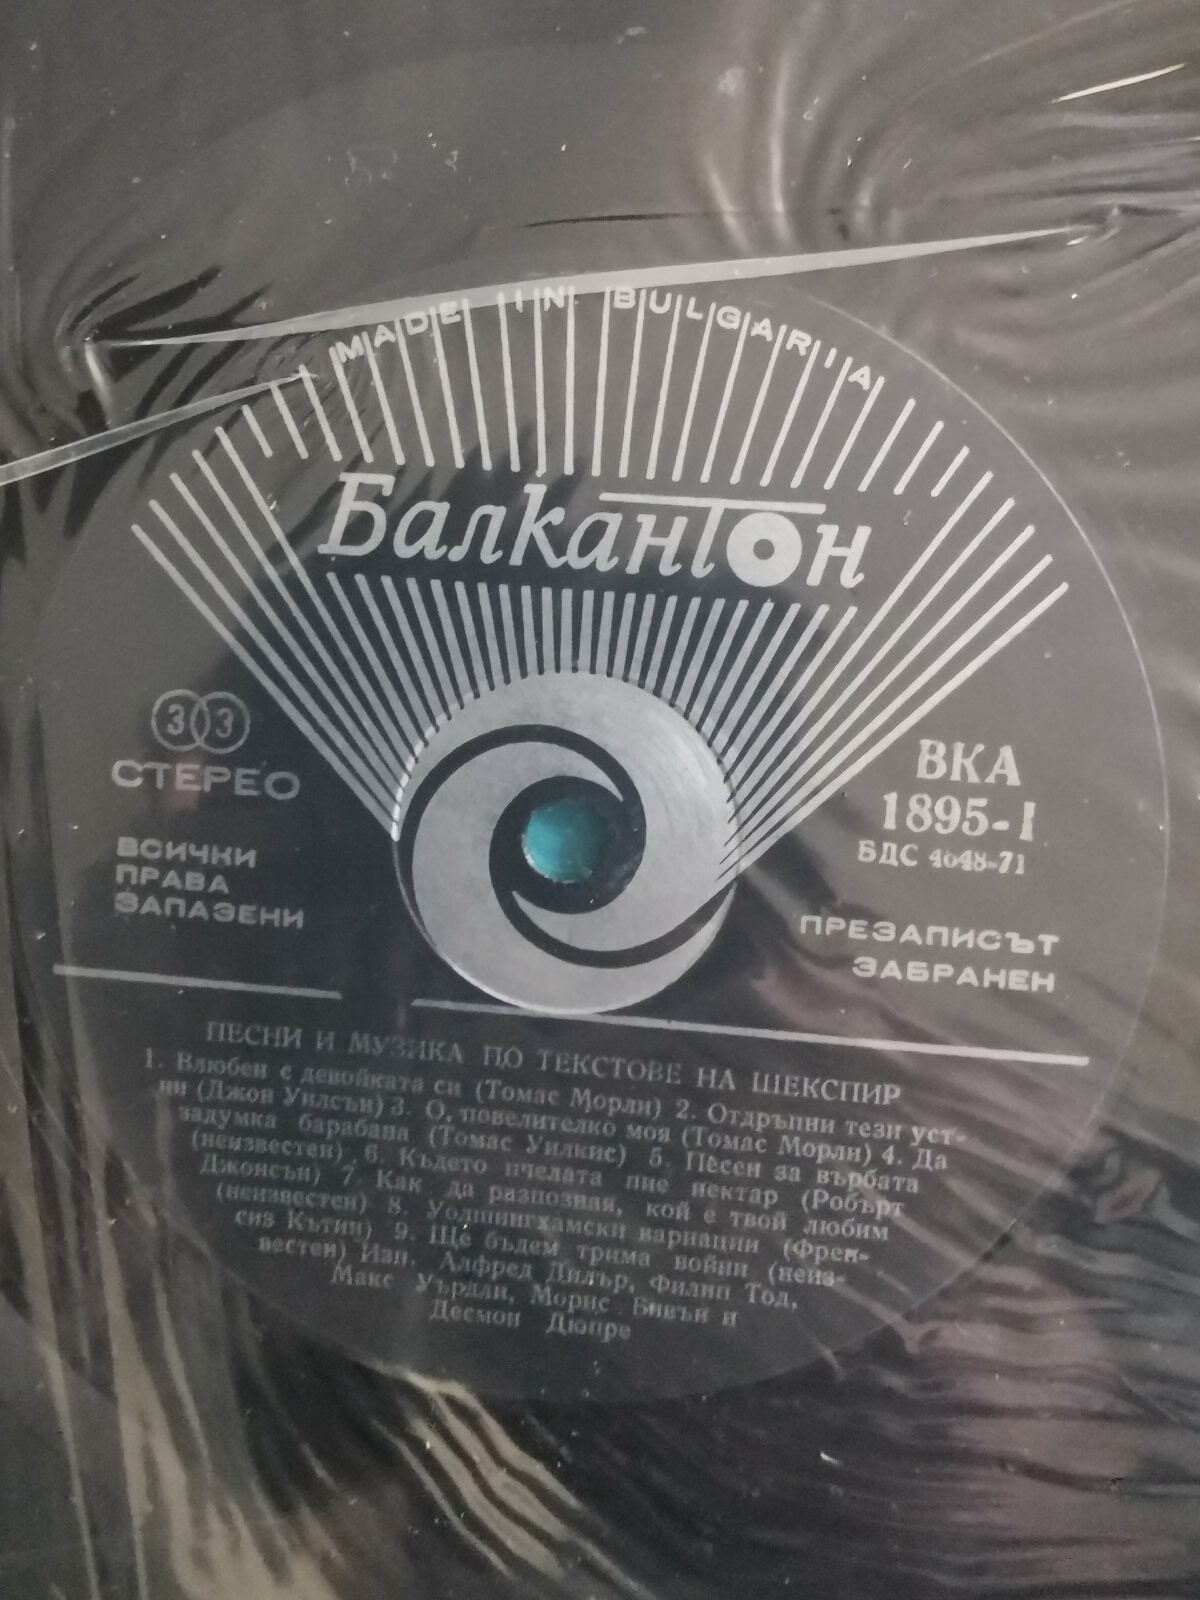 MADE IN BULGARIA
Балкантон
33
СТЕРЕО
ВСИЧКИ
ПРАВА
ЗАПАЗЕНИ
ВКА
1895-I
БДС 4048-71
ПРЕЗАПИСЪТ
ЗАБРАНЕН
ПЕСНИ И МУЗИКА ПО ТЕКСТОВЕ НА ШЕКСПИР
1. Влюбен с девойката си (Томас Морли) 2. Отдръпни тези уст-
ни (Джон Уилсън) 3. О, повелителко моя (Томас Морли) 4. Да
задумка барабана (Томас Уилкис) 5. Песен за върбата
(неизвестен) 6. Където пчелата пие нектар (Робърт
Джонсън) 7. Как да разпозная, кой е твой любим
(неизвестен) 8. Уолшингхамски вариации (Френ-
сиз Кътин) 9. Ще бъдем трима войни (неиз-
вестен) Изп. Алфред Дилър, Филип Тод,
Макс Уърдли, Морис Бивън и
Десмон Дюпре